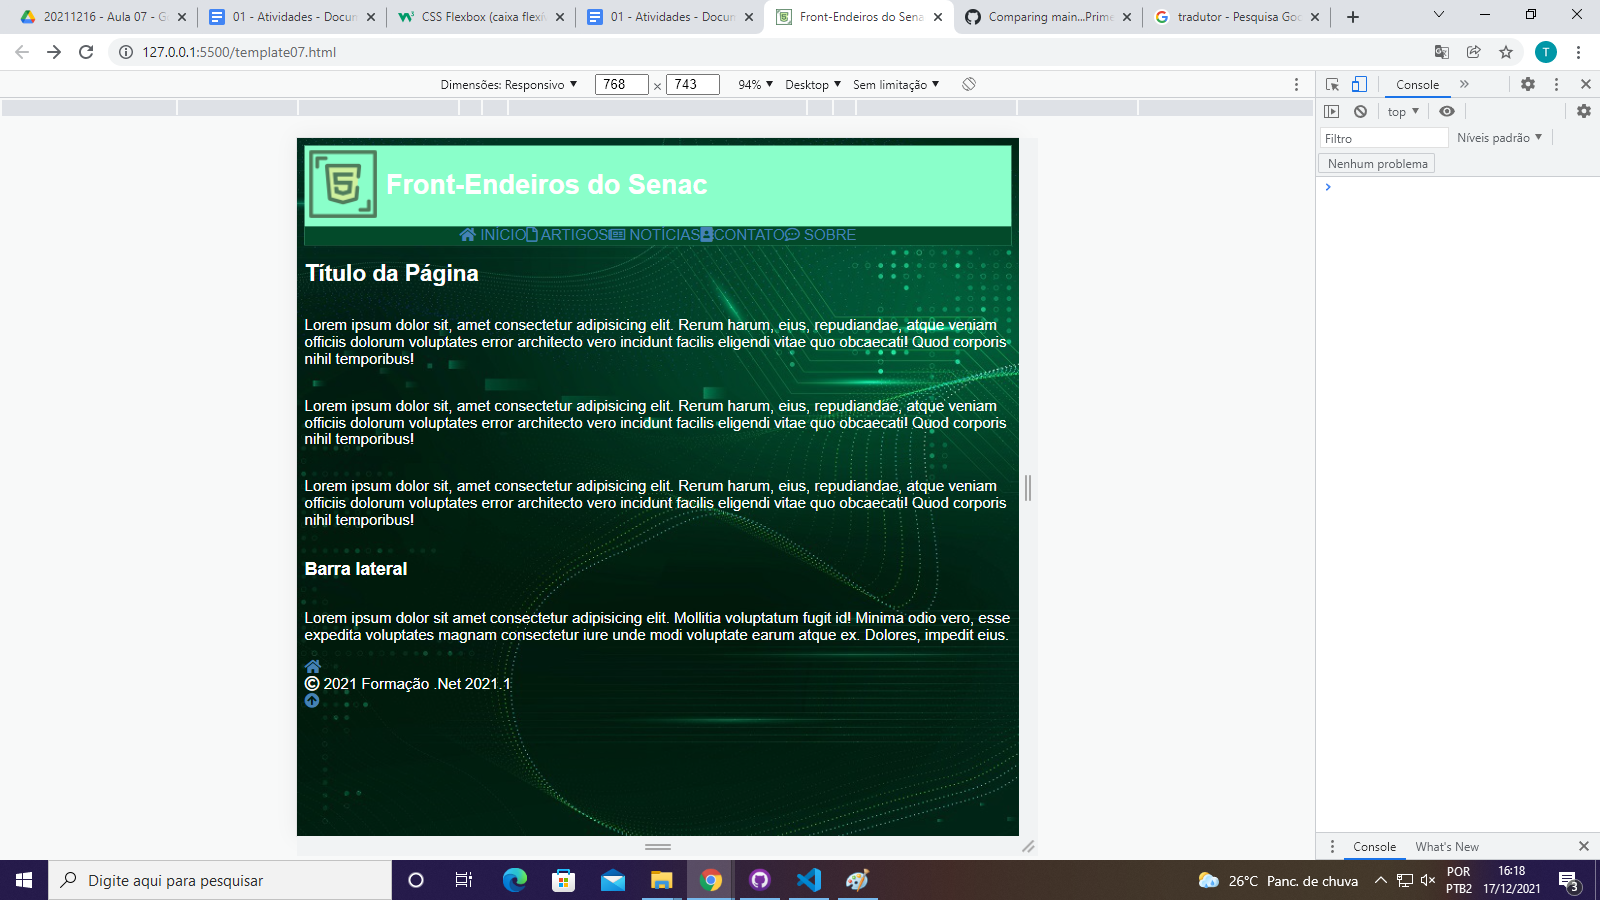 20211216 - Aula 07 - G
01 - Atividades - Docum
CSS Flexbox (caixa flexí
01 - Atividades - Docum
Front-Endeiros do Sena
Comparing main...Prime
tradutor - Pesquisa Goo
127.0.0.1:5500/template07.html
T
Dimensões: Responsivo
768 × 743
94%
Desktop
Sem limitação
Console
top
Filtro
Níveis padrão
Nenhum problema
5
Front-Endeiros do Senac
INÍCIO ARTIGOS NOTÍCIAS CONTATO SOBRE
Título da Página
Lorem ipsum dolor sit, amet consectetur adipisicing elit. Rerum harum, eius, repudiandae, atque veniam
officiis dolorum voluptates error architecto vero incidunt facilis eligendi vitae quo obcaecati! Quod corporis
nihil temporibus!
Lorem ipsum dolor sit, amet consectetur adipisicing elit. Rerum harum, eius, repudiandae, atque veniam
officiis dolorum voluptates error architecto vero incidunt facilis eligendi vitae quo obcaecati! Quod corporis
nihil temporibus!
Lorem ipsum dolor sit, amet consectetur adipisicing elit. Rerum harum, eius, repudiandae, atque veniam
officiis dolorum voluptates error architecto vero incidunt facilis eligendi vitae quo obcaecati! Quod corporis
nihil temporibus!
Barra lateral
Lorem ipsum dolor sit amet consectetur adipisicing elit. Mollitia voluptatum fugit id! Minima odio vero, esse
expedita voluptates magnam consectetur iure unde modi voluptate earum atque ex. Dolores, impedit eius.
© 2021 Formação .Net 2021.1
Console
What's New
Digite aqui para pesquisar
26°C Panc. de chuva
POR
PTB2
16:18
17/12/2021
3